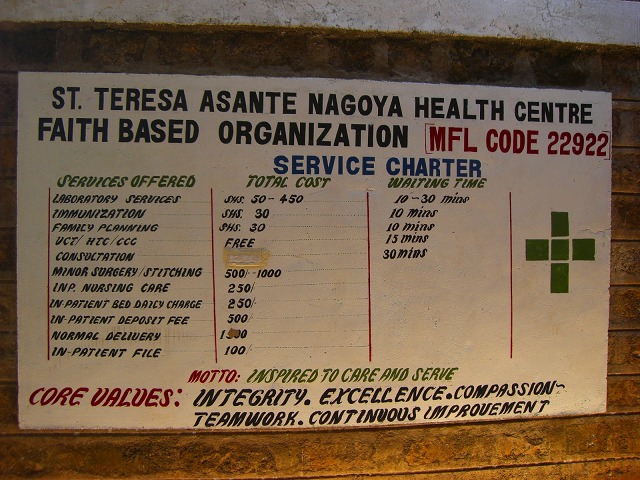 ST. TERESA ASANTE NAGOYA HEALTH CENTRE
FAITH BASED ORGANIZATION MFL CODE 22922
SERVICE CHARTER
SERVICES OFFERED TOTAL COST WAITING TIME
LABORATORY SERVICES SHS. 50-450 10-30 mins
IMMUNIZATION SHS. 30 10 mins
FAMILY PLANNING SHS. 30 10 mins
VCT/HTC/CCC FREE 15 mins
CONSULTATION 30 mins
MINOR SURGERY/STITCHING 500/-1000
INP. NURSING CARE 250/
IN-PATIENT BED DAILY CHARGE 250/-
IN-PATIENT DEPOSIT FEE 500/
NORMAL DELIVERY
IN-PATIENT FILE 100/
MOTTO: INSPIRED TO CARE AND SERVE
CORE VALUES: INTEGRITY. EXCELLENCE. COMPASSION-
TEAMWORK. CONTINUOUS IMPROVEMENT